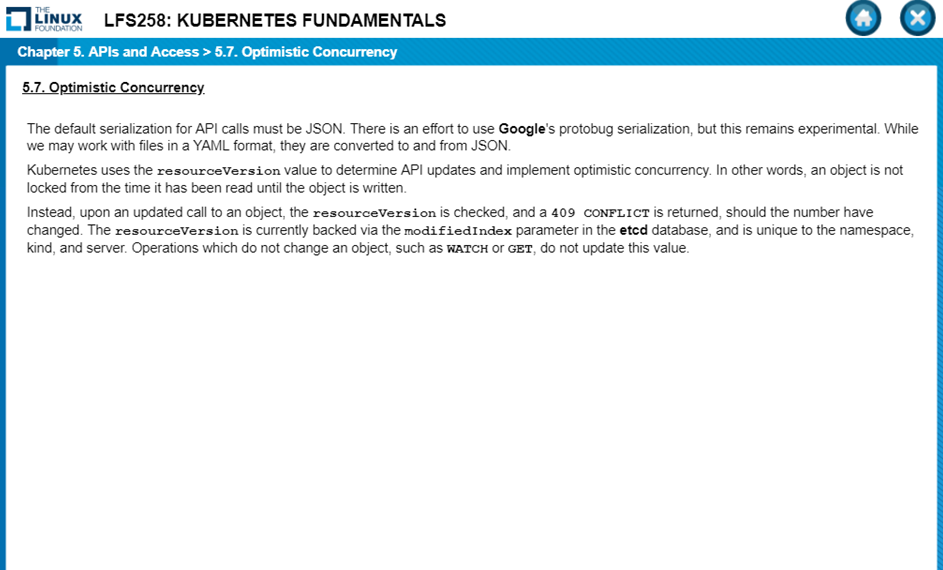 THE
LINUX
FOUNDATION
LFS258: KUBERNETES FUNDAMENTALS
Chapter 5. APIs and Access > 5.7. Optimistic Concurrency
5.7. Optimistic Concurrency
The default serialization for API calls must be JSON. There is an effort to use Google's protobug serialization, but this remains experimental. While
we may work with files in a YAML format, they are converted to and from JSON.
Kubernetes uses the resourceVersion value to determine API updates and implement optimistic concurrency. In other words, an object is not
locked from the time it has been read until the object is written.
Instead, upon an updated call to an object, the resourceVersion is checked, and a 409 CONFLICT is returned, should the number have
changed. The resourceVersion is currently backed via the modifiedIndex parameter in the etcd database, and is unique to the namespace,
kind, and server. Operations which do not change an object, such as WATCH or GET, do not update this value.